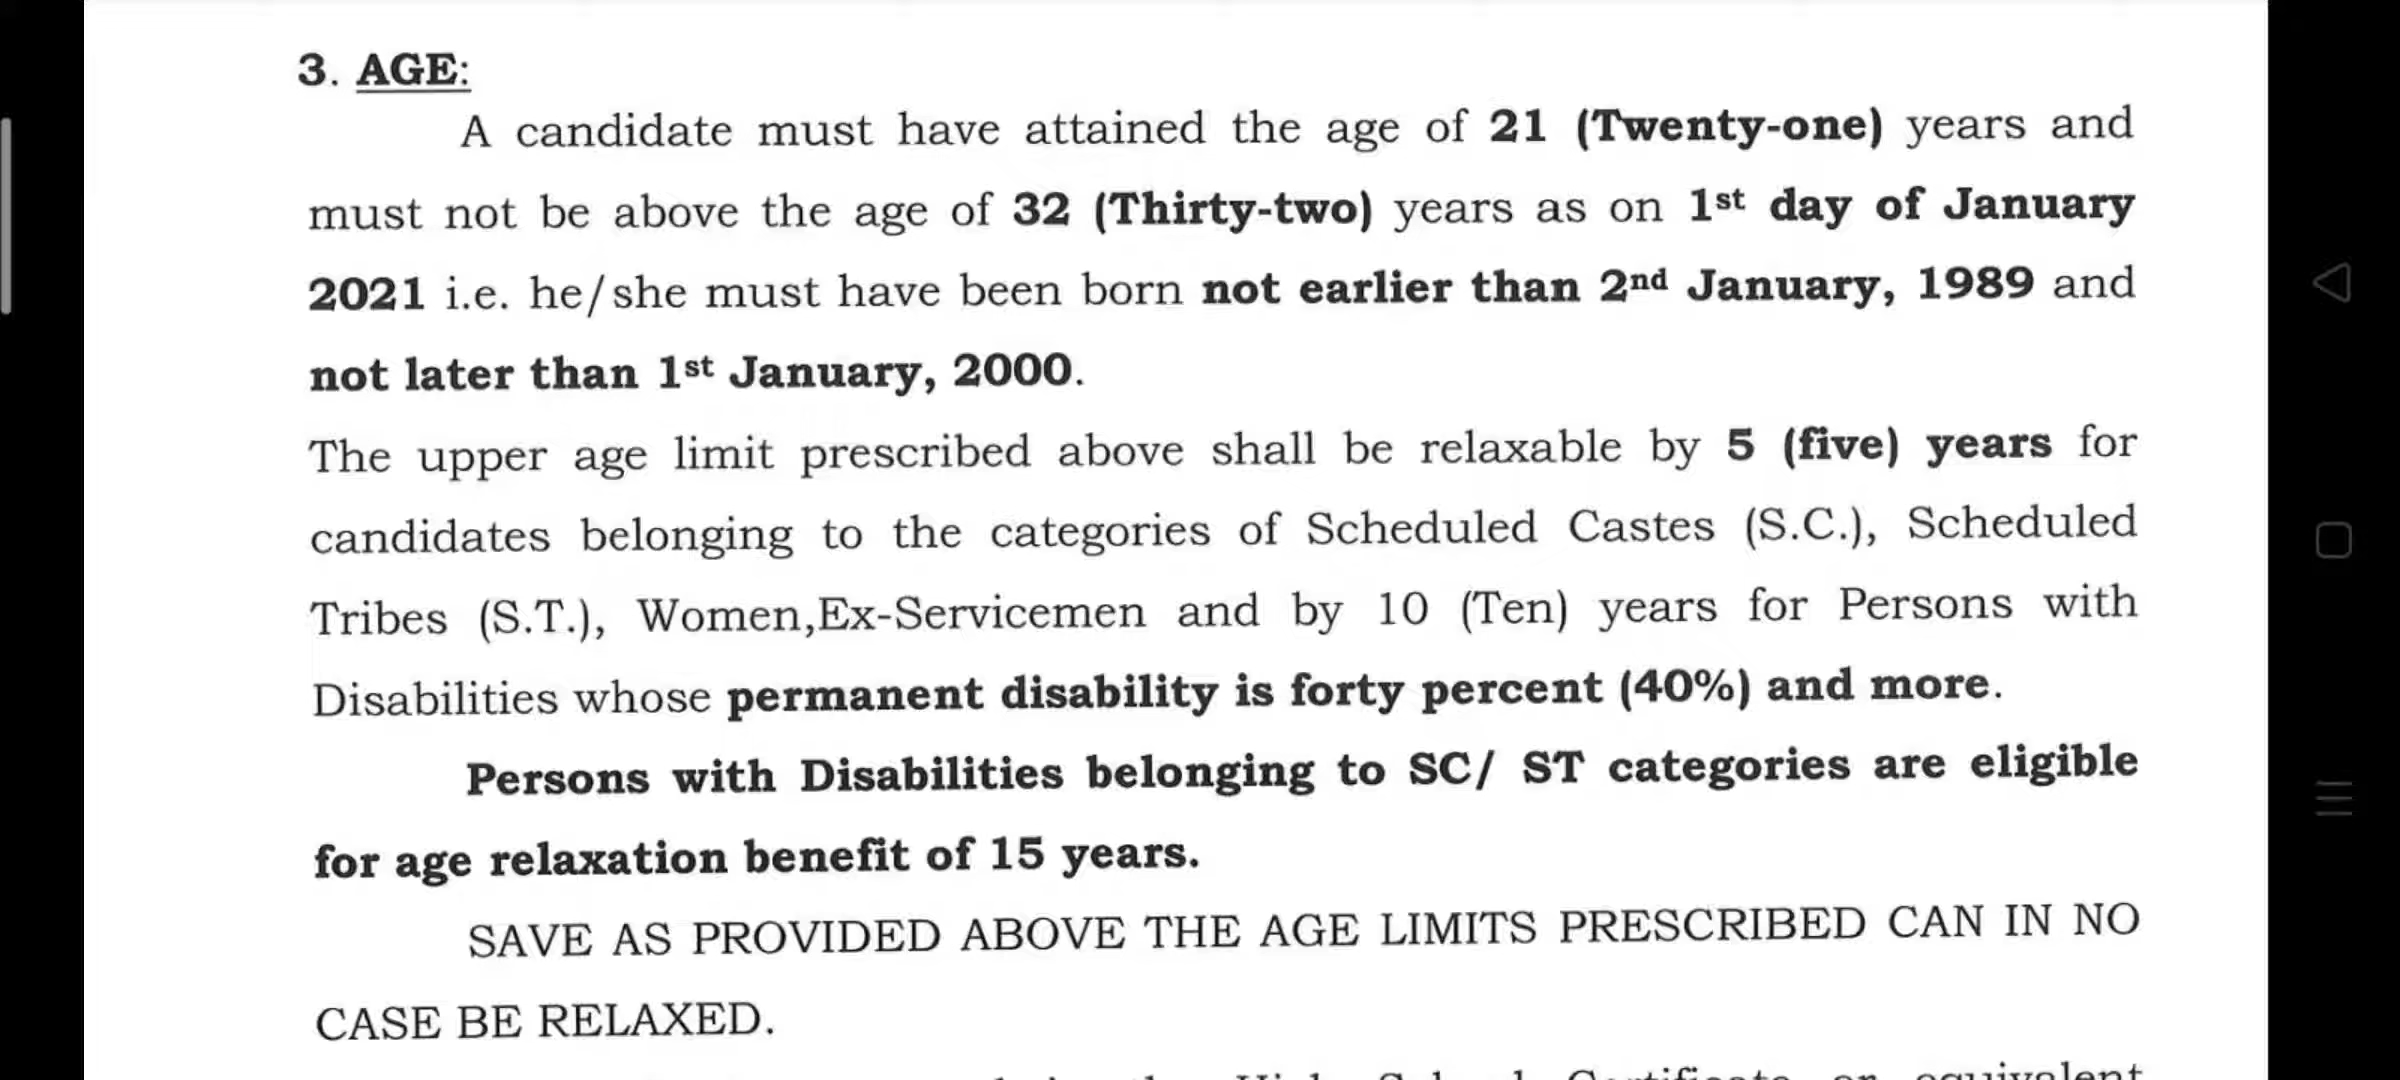 3. AGE:
A candidate must have attained the age of 21 (Twenty-one) years and
must not be above the age of 32 (Thirty-two) years as on 1st day of January
2021 i.e. he/she must have been born not earlier than 2nd January, 1989 and
not later than 1st January, 2000.
The upper age limit prescribed above shall be relaxable by 5 (five) years for
candidates belonging to the categories of Scheduled Castes (S.C.), Scheduled
Tribes (S.T.), Women,Ex-Servicemen and by 10 (Ten) years for Persons with
Disabilities whose permanent disability is forty percent (40%) and more.
Persons with Disabilities belonging to SC/ ST categories are eligible
for age relaxation benefit of 15 years.
SAVE AS PROVIDED ABOVE THE AGE LIMITS PRESCRIBED CAN IN NO
CASE BE RELAXED.
Certificate or equivalent